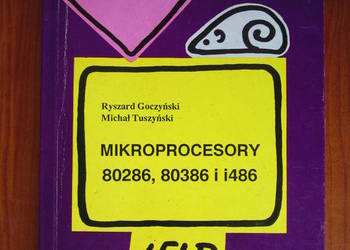 Ryszard Goczyński
Michał Tuszyński
MIKROPROCESORY
80286, 80386 i i486